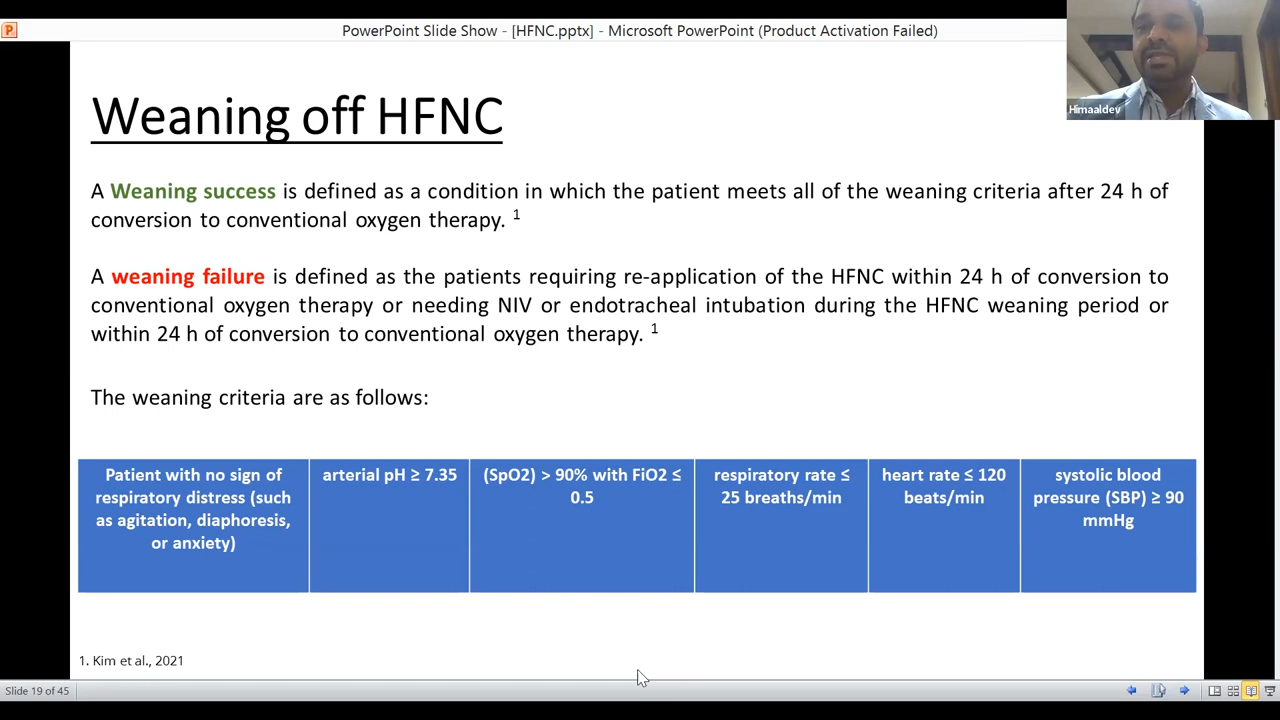 PowerPoint Slide Show - [HFNC.pptx] - Microsoft PowerPoint (Product Activation Failed)
Himaaldev
Weaning off HFNC
A Weaning success is defined as a condition in which the patient meets all of the weaning criteria after 24 h of
conversion to conventional oxygen therapy. 1
A weaning failure is defined as the patients requiring re-application of the HFNC within 24 h of conversion to
conventional oxygen therapy or needing NIV or endotracheal intubation during the HFNC weaning period or
within 24 h of conversion to conventional oxygen therapy. 1
The weaning criteria are as follows:
Patient with no sign of
respiratory distress (such
as agitation, diaphoresis,
or anxiety)
arterial pH ≥ 7.35
(SpO2) > 90% with FiO2 ≤
0.5
respiratory rate ≤
25 breaths/min
heart rate ≤ 120
beats/min
systolic blood
pressure (SBP) ≥ 90
mmHg
1. Kim et al., 2021
Slide 19 of 45